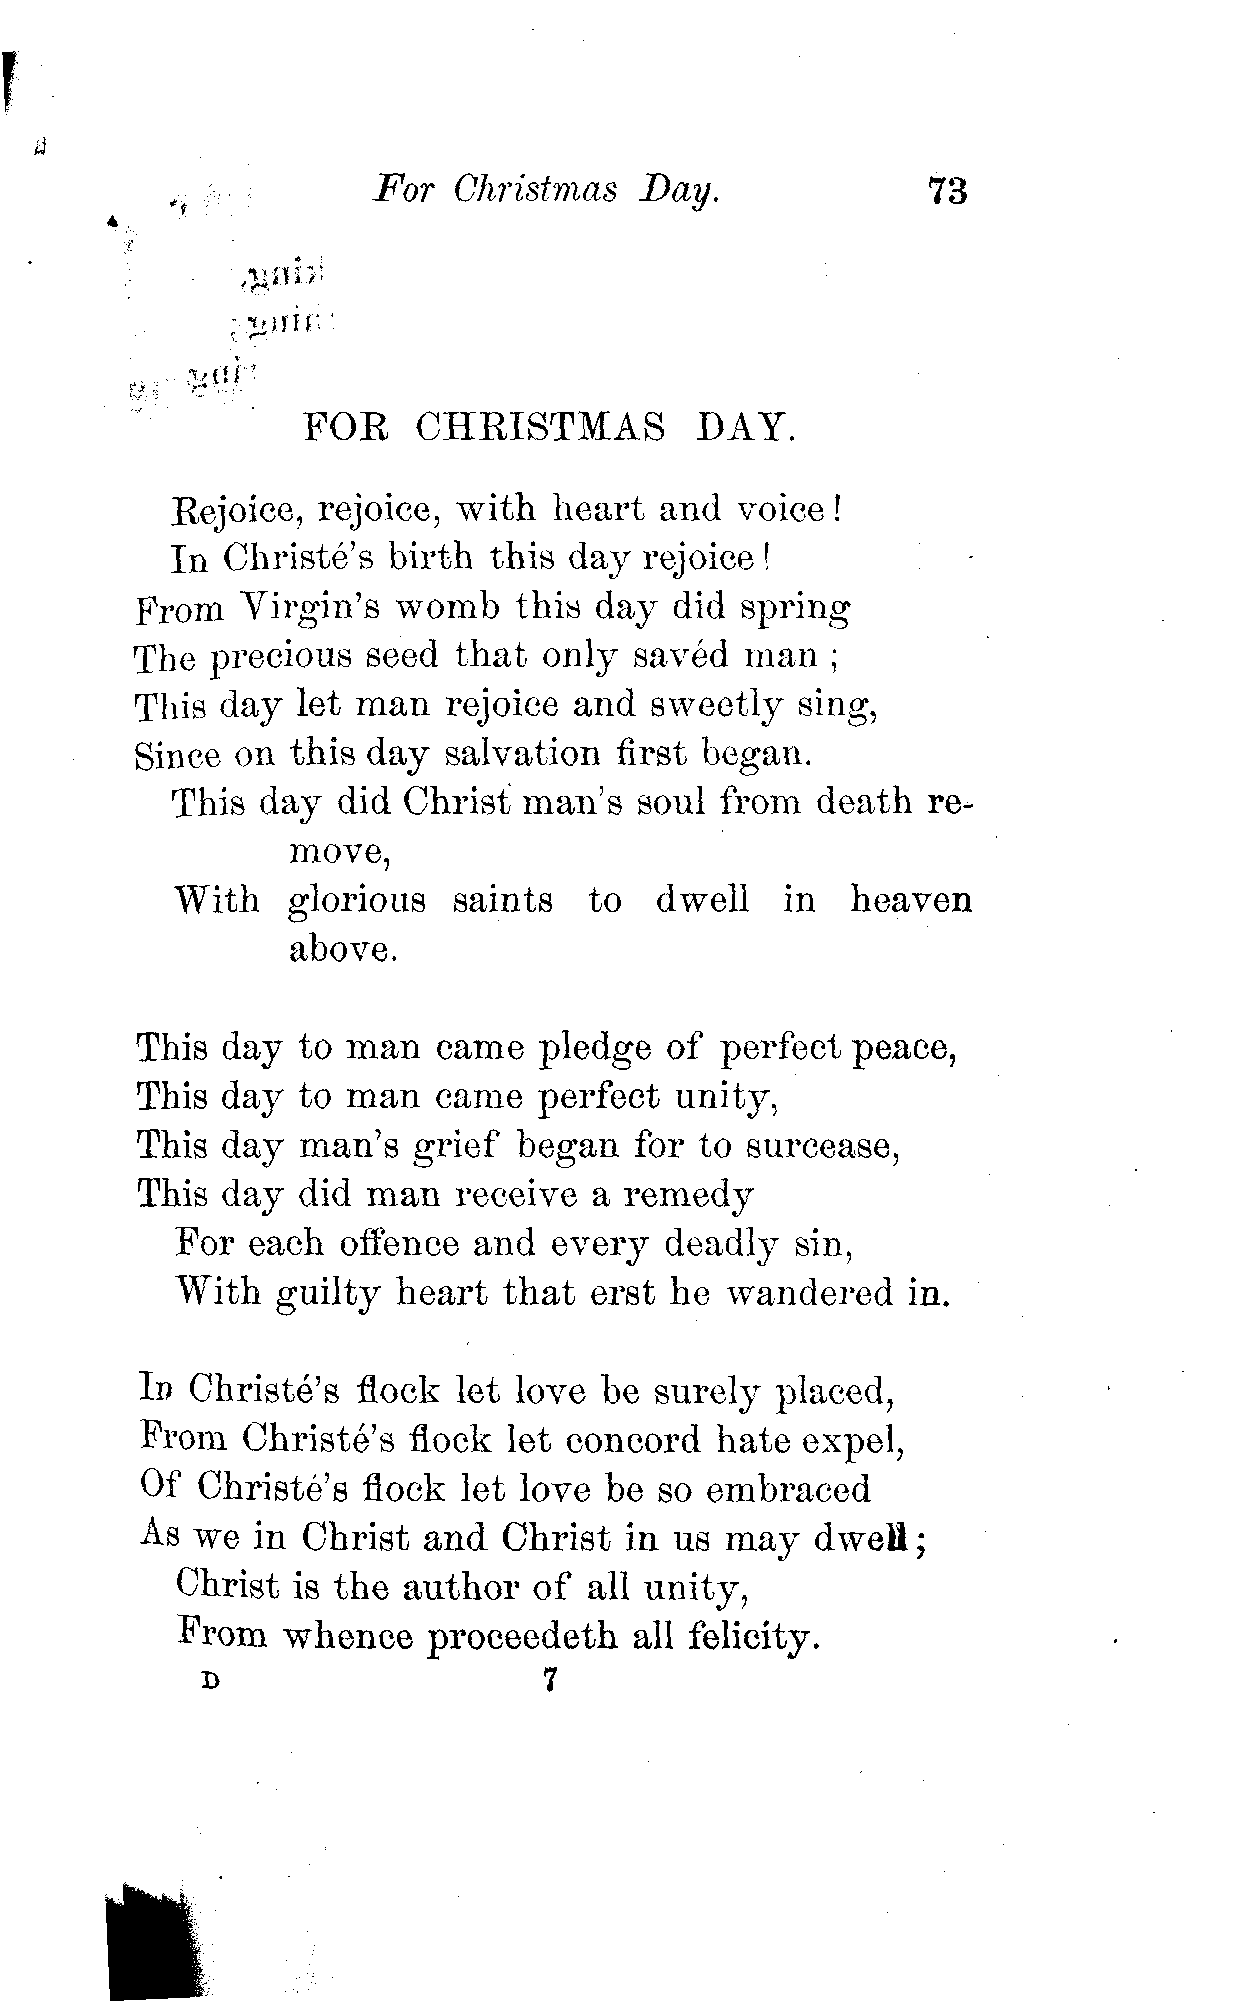 For Christmas Day. 73
FOR CHRISTMAS DAY.
Rejoice, rejoice, with heart and voice!
In Christé's birth this day rejoice!
From Virgin's womb this day did spring
The precious seed that only savéd man;
This day let man rejoice and sweetly sing,
Since on this day salvation first began.
This day did Christ man's soul from death re-
move,
With glorious saints to dwell in heaven
above.
This day to man came pledge of perfect peace,
This day to man came perfect unity,
This day man's grief began for to surcease,
This day did man receive a remedy
For each offence and every deadly sin,
With guilty heart that erst he wandered in.
In Christé's flock let love be surely placed,
From Christé's flock let concord hate expel,
Of Christé's flock let love be so embraced
As we in Christ and Christ in us may dwell;
Christ is the author of all unity,
From whence proceedeth all felicity.
D 7